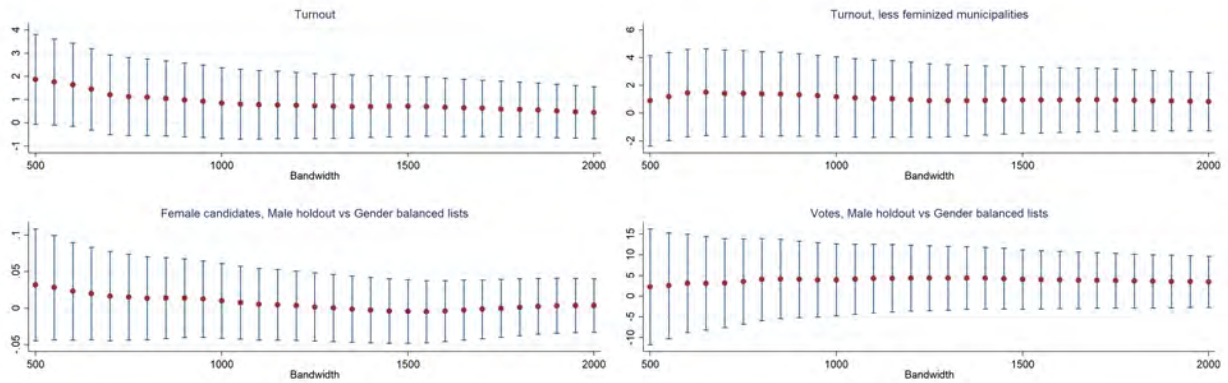 Turnout
4
3
2
1
0
-1
500 1000 1500 2000
Bandwidth
Turnout, less feminized municipalities
6
4
2
0
-2
500 1000 1500 2000
Bandwidth
Female candidates, Male holdout vs Gender balanced lists
.1
.05
0
-.05
500 1000 1500 2000
Bandwidth
Votes, Male holdout vs Gender balanced lists
15
10
5
0
-5
-10
500 1000 1500 2000
Bandwidth